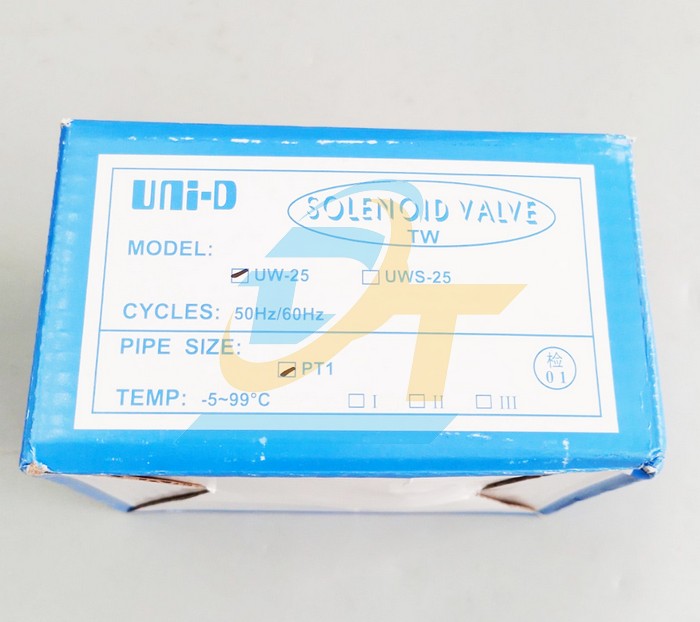 UNi-D
SOLENOID VALVE
TW
MODEL:
UW-25 UWS-25
CYCLES: 50Hz/60Hz
PIPE SIZE:
PT1
检
01
TEMP: -5~99°C I II III
DT